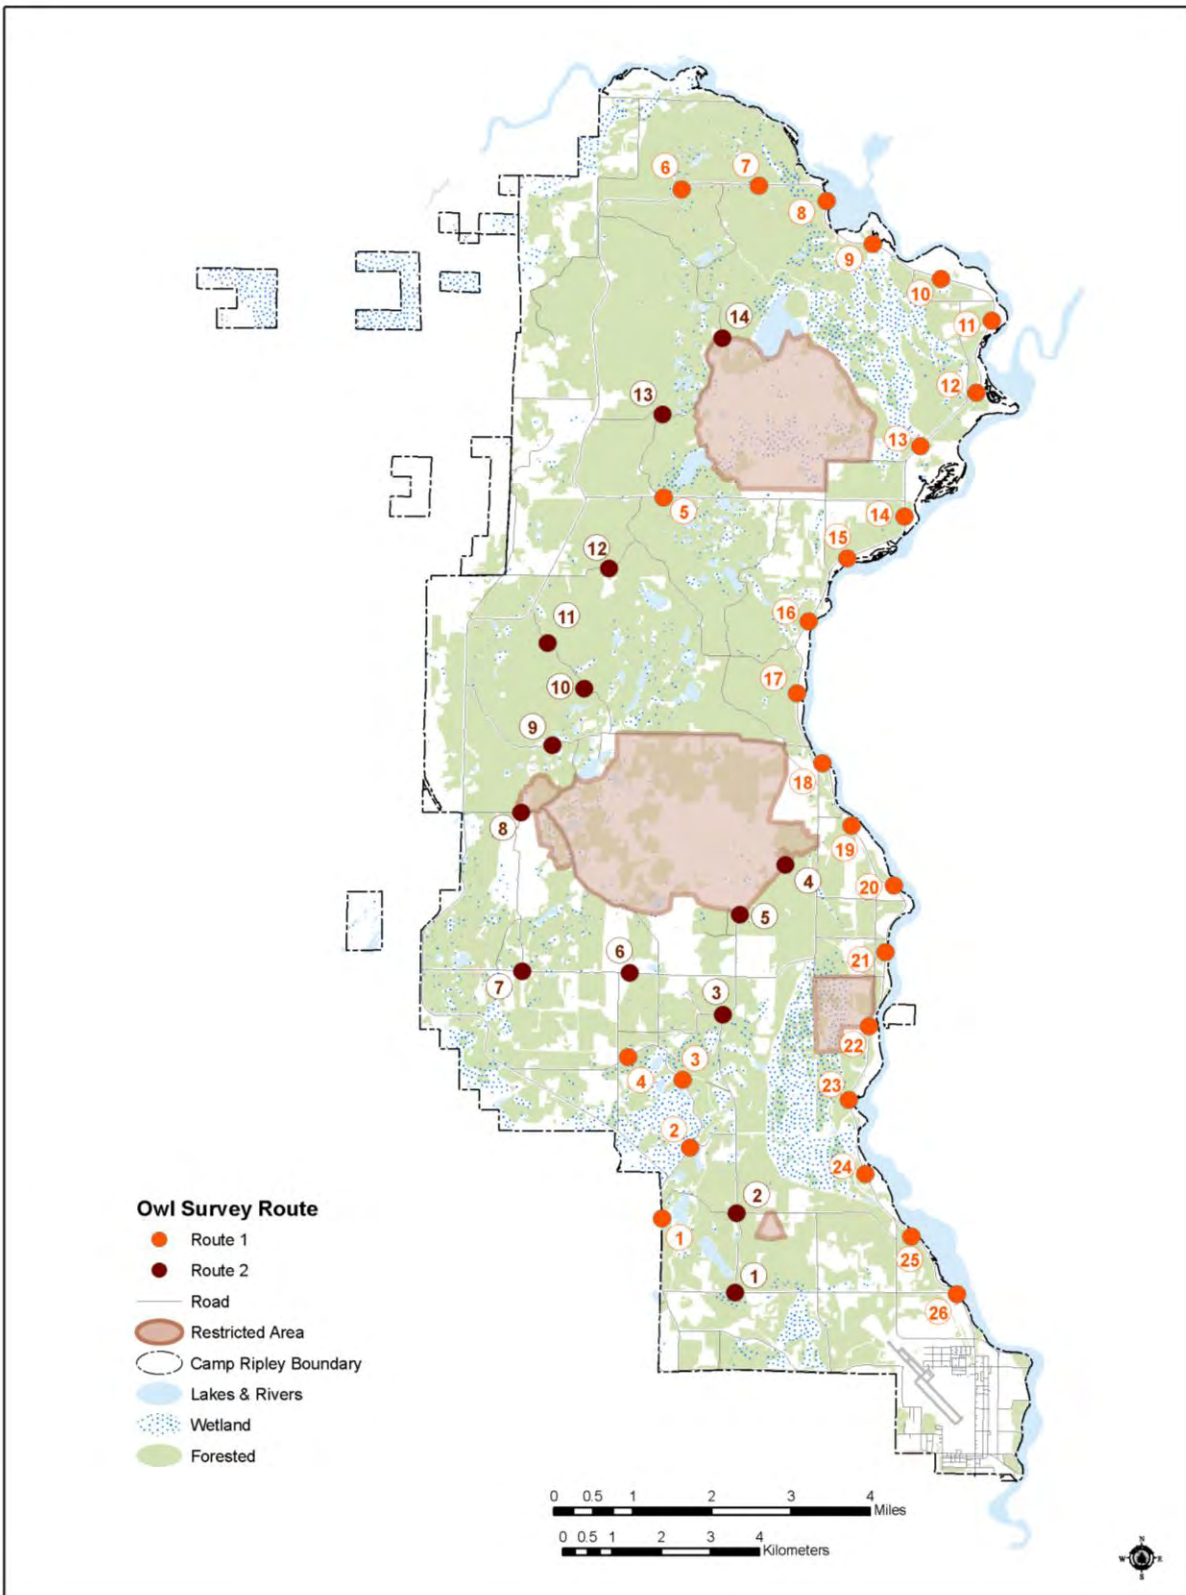 6
7
8
9
10
11
14
12
13
13
5
14
15
12
16
11
10
17
9
18
8
19
4
20
5
21
6
7
3
22
3
4
23
2
24
2
1
25
1
26
Owl Survey Route
Route 1
Route 2
Road
Restricted Area
Camp Ripley Boundary
Lakes & Rivers
Wetland
Forested
0 0.5 1 2 3 4
Miles
0 0.5 1 2 3 4
Kilometers
N
W E
S